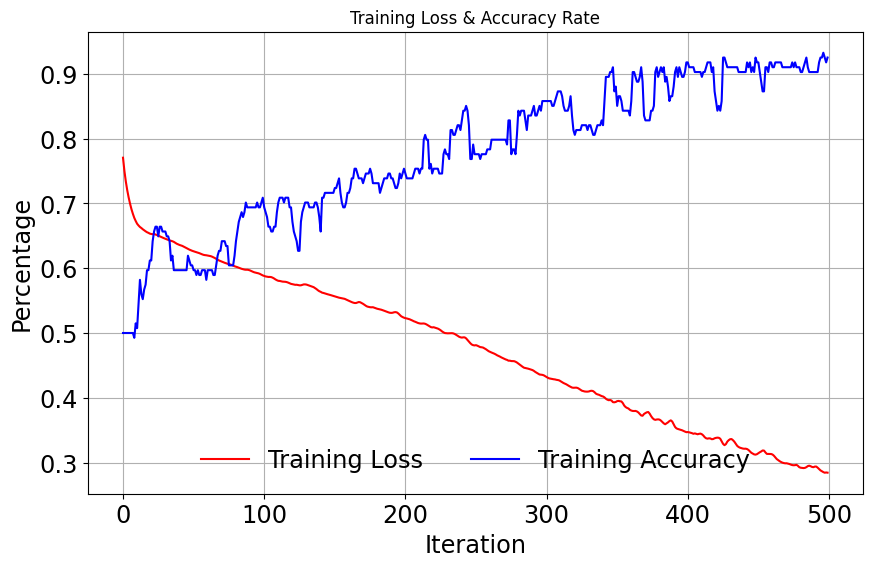 Training Loss & Accuracy Rate
Percentage
0.9
0.8
0.7
0.6
0.5
0.4
0.3
Training Loss Training Accuracy
0 100 200 300 400 500
Iteration